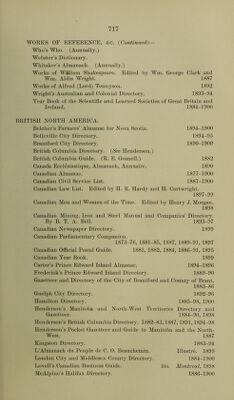 717
WORKS OF REFERENCE, &c. (Continued)—
Who's Who. (Annually.)
Webster's Dictionary.
Whitaker's Almanack. (Annually.)
Works of William Shakespeare. Edited by Wm. George Clark and
Wm. Aldis Wright. 1887
Works of Alfred (Lord) Tennyson. 1892
Wright's Australian and Colonial Directory. 1893-94
Year Book of the Scientific and Learned Societies of Great Britain and
Ireland. 1884-1900
BRITISH NORTH AMERICA.
Belcher's Farmers' Almanac for Nova Scotia. 1894-1900
Belleville City Directory. 1894-95
Brantford City Directory. 1890-1900
British Columbia Directory. (See Henderson.)
British Columbia Guide. (R. E. Gosnell.) 1882
Canada Ecclésiastique, Almanach, Annuaire. 1890
Canadian Almanac. 1877-1900
Canadian Civil Service List. 1887-1900
Canadian Law List. Edited by H. R. Hardy and H. Cartwright.
1897-99
Canadian Men and Women of the Time. Edited by Henry J. Morgan,
1898
Canadian Mining, Iron and Steel Manual and Companies' Directory.
By B. T. A. Bell. 1893-97
Canadian Newspaper Directory. 1899
Canadian Parliamentary Companion.
1873-76, 1881-85, 1887, 1889-91, 1897
Canadian Official Postal Guide. 1881, 1882, 1884, 1886-91, 1895
Canadian Year Book. 1899
Carter's Prince Edward Island Almanac. 1894-1896
Frederick's Prince Edward Island Directory. 1889-90
Gazetteer and Directory of the City of Brantford and County of Brant.
1883-86
Guelph City Directory. 1892-96
Hamilton Directory. 1895-98, 1900
Henderson's Manitoba and North-West Territories Directory and
Gazetteer. 1884-90, 1898
Henderson's British Columbia Directory. 1882-83, 1887, 1891, 1894-98
Henderson's Pocket Gazetteer and Guide to Manitoba and the North-
West. 1887
Kingston Directory. 1883-94
L'Almanach du Peuple de C. O. Beauchemin. Illustré. 1899
London City and Middlesex County Directory. 1884-1900
Lovell's Canadian Business Guide. 8o. Montreal, 1898
McAlpine's Halifax Directory. 1886-1900